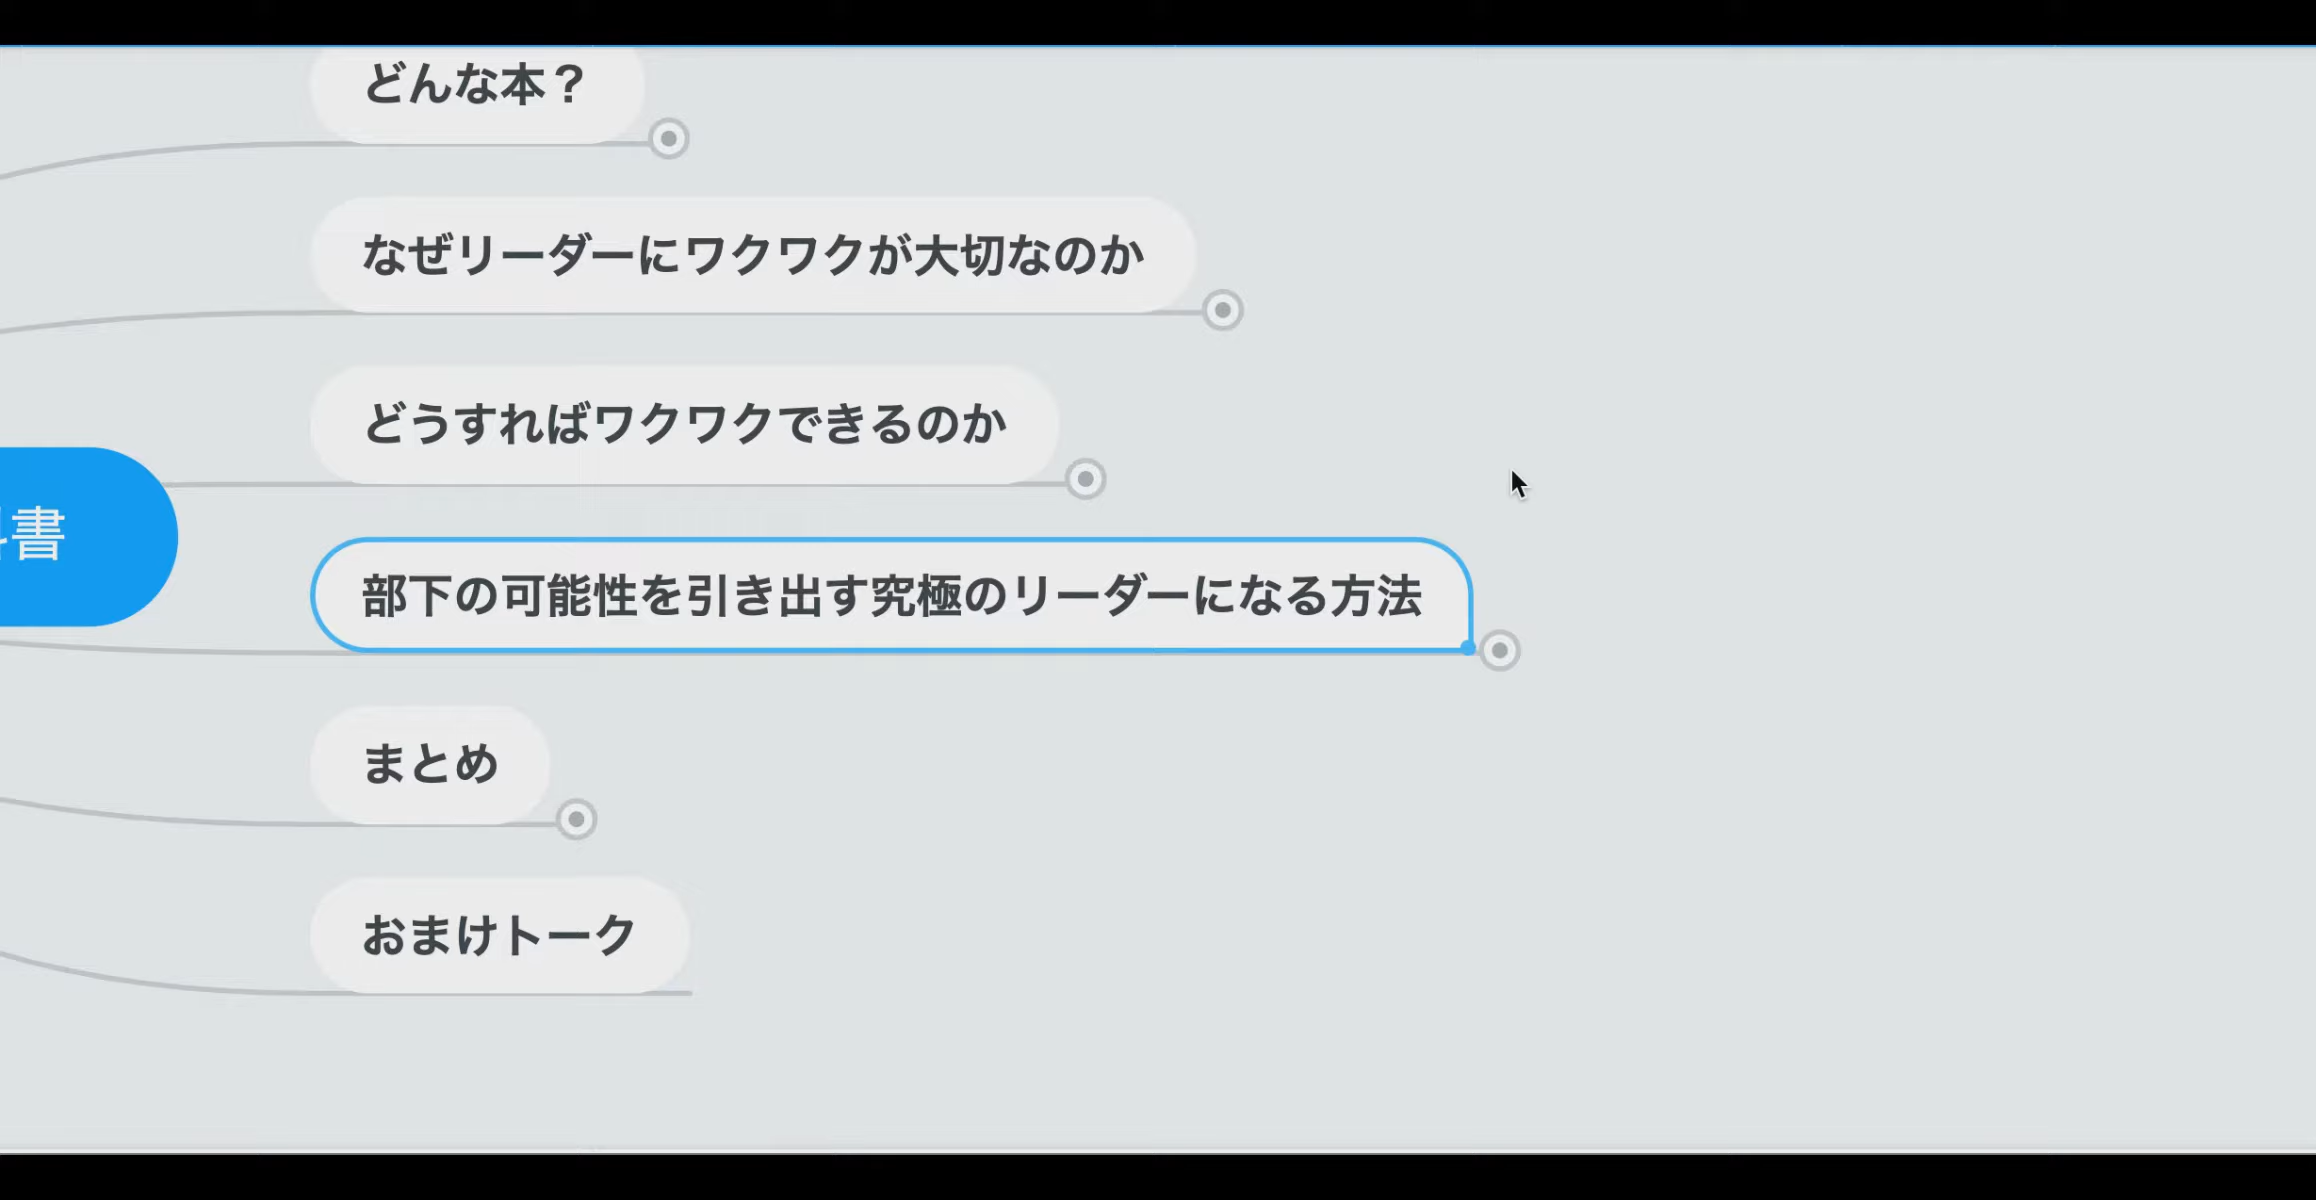 どんな本？
なぜリーダーにワクワクが大切なのか
どうすればワクワクできるのか
書
部下の可能性を引き出す究極のリーダーになる方法
まとめ
おまけトーク